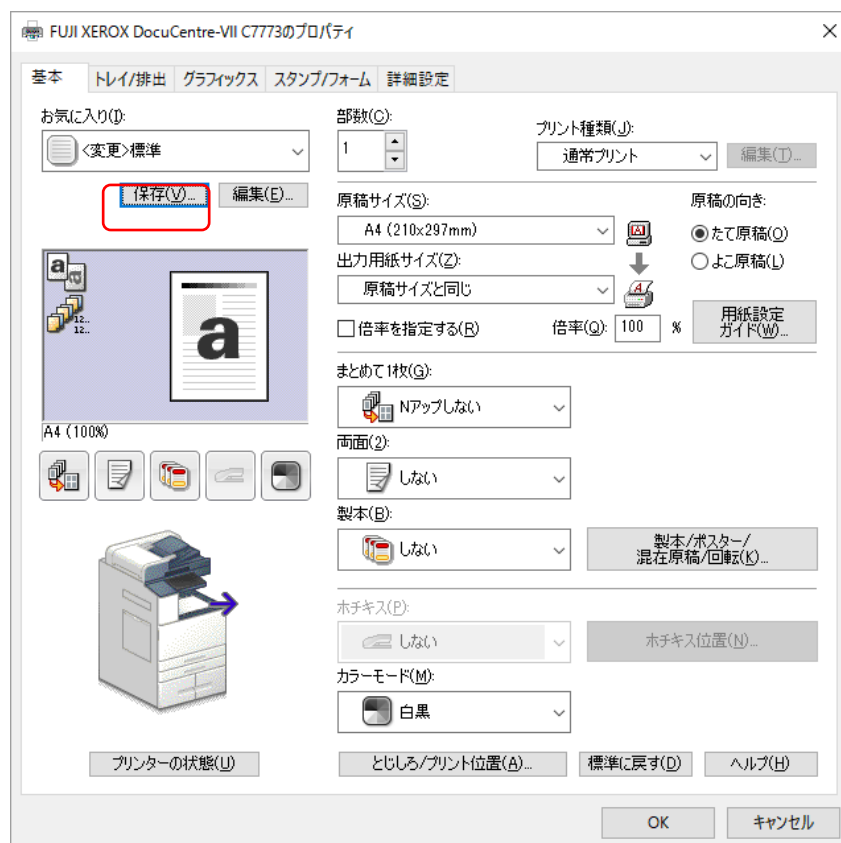 FUJI XEROX DocuCentre-VII C7773のプロパティ
基本 トレイ/排出 グラフィックス スタンプ/フォーム 詳細設定
お気に入り(I):
<変更>標準
保存(V)... 編集(E)...
a
a
12..
12..
a
A4 (100%)
プリンターの状態(U)
部数(C):
1
プリント種類(J):
通常プリント
編集(T)...
原稿サイズ(S):
A4 (210x297mm)
原稿の向き:
たて原稿(O)
よこ原稿(L)
出力用紙サイズ(Z):
原稿サイズと同じ
倍率を指定する(R) 倍率(Q): 100 %
用紙設定
ガイド(W)...
まとめて1枚(G):
Nアップしない
両面(2):
しない
製本(B):
しない
製本/ポスター/
混在原稿/回転(K)...
ホチキス(P):
しない
ホチキス位置(N)...
カラーモード(M):
白黒
とじしろ/プリント位置(A)... 標準に戻す(D) ヘルプ(H)
OK キャンセル